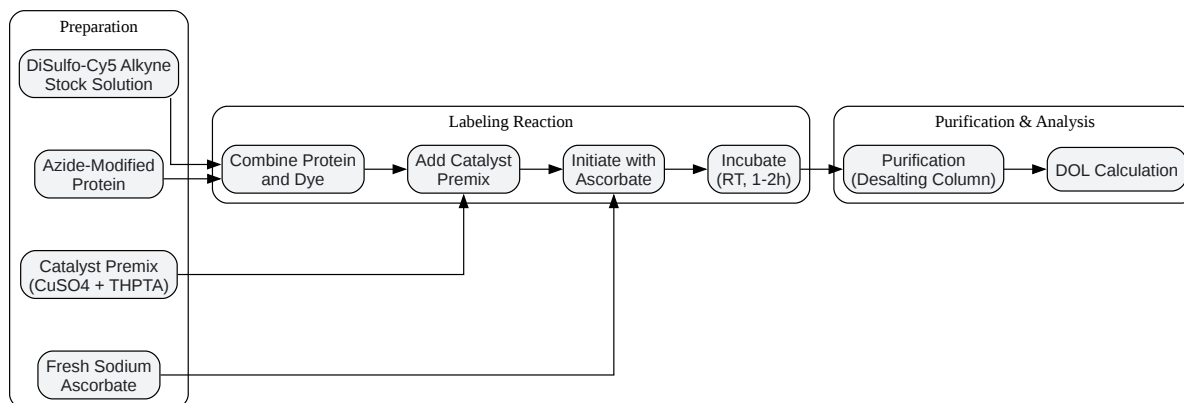 Preparation
DiSulfo-Cy5 Alkyne
Stock Solution
Azide-Modified
Protein
Catalyst Premix
(CuSO4 + THPTA)
Fresh Sodium
Ascorbate
Labeling Reaction
Combine Protein
and Dye
Add Catalyst
Premix
Initiate with
Ascorbate
Incubate
(RT, 1-2h)
Purification & Analysis
Purification
(Desalting Column)
DOL Calculation